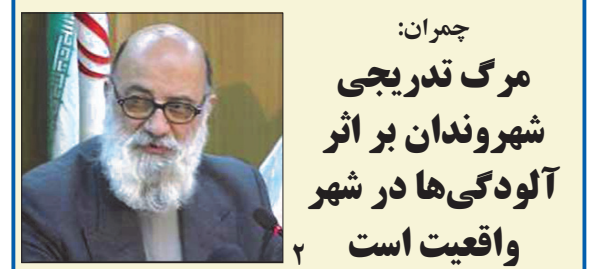 چمران:
مرگ تدریجی
شهروندان بر اثر
آلودگی‌ها در شهر
واقعیت است
۲